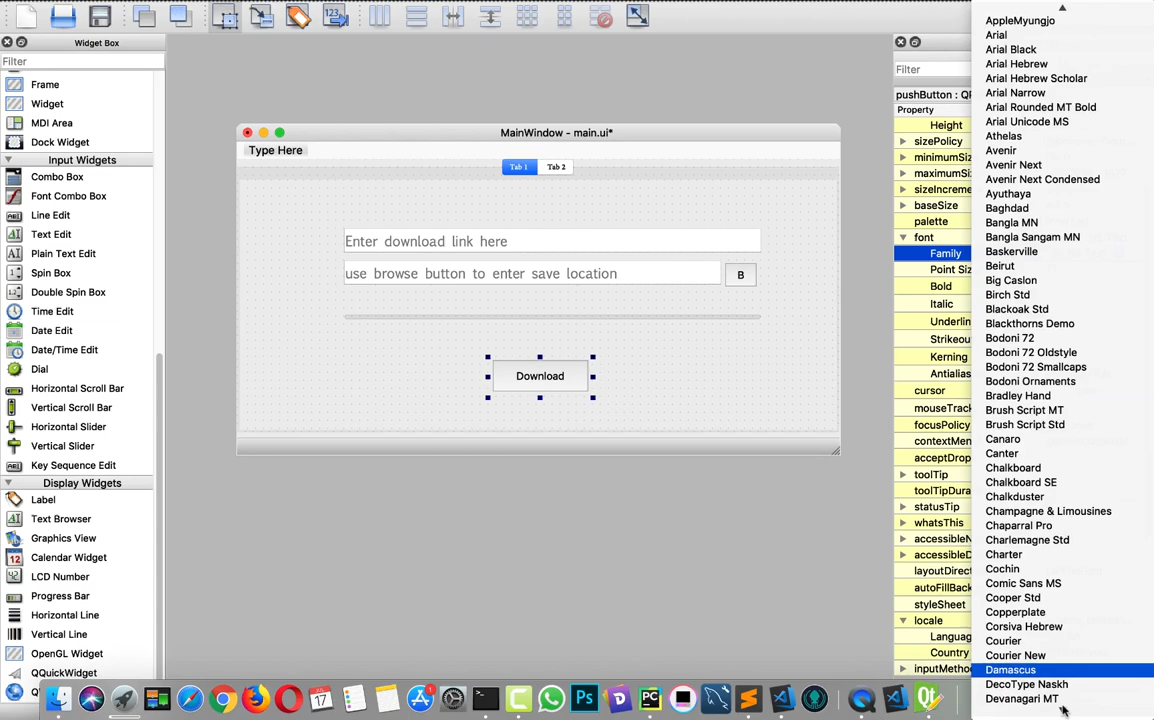 Widget Box
Filter
Frame
Widget
MDI Area
Dock Widget
Input Widgets
Combo Box
Font Combo Box
Line Edit
Text Edit
Plain Text Edit
Spin Box
Double Spin Box
Time Edit
Date Edit
Date/Time Edit
Dial
Horizontal Scroll Bar
Vertical Scroll Bar
Horizontal Slider
Vertical Slider
Key Sequence Edit
Display Widgets
Label
Text Browser
Graphics View
Calendar Widget
LCD Number
Progress Bar
Horizontal Line
Vertical Line
OpenGL Widget
QQuickWidget
MainWindow - main.ui*
Type Here
Tab 1
Tab 2
Enter download link here
use browse button to enter save location
B
Download
Filter
pushButton : QP
Property
Height
sizePolicy
minimumSiz
maximumSiz
sizeIncreme
baseSize
palette
font
Family
Point Siz
Bold
Italic
Underlin
Strikeou
Kerning
Antialias
cursor
mouseTrack
focusPolicy
contextMen
acceptDrop
toolTip
toolTipDura
statusTip
whatsThis
accessibleN
accessibleD
layoutDirect
autoFillBack
styleSheet
locale
Languag
Country
inputMetho
AppleMyungjo
Arial
Arial Black
Arial Hebrew
Arial Hebrew Scholar
Arial Narrow
Arial Rounded MT Bold
Arial Unicode MS
Athelas
Avenir
Avenir Next
Avenir Next Condensed
Ayuthaya
Baghdad
Bangla MN
Bangla Sangam MN
Baskerville
Beirut
Big Caslon
Birch Std
Blackoak Std
Blackthorns Demo
Bodoni 72
Bodoni 72 Oldstyle
Bodoni 72 Smallcaps
Bodoni Ornaments
Bradley Hand
Brush Script MT
Brush Script Std
Canaro
Canter
Chalkboard
Chalkboard SE
Chalkduster
Champagne & Limousines
Chaparral Pro
Charlemagne Std
Charter
Cochin
Comic Sans MS
Cooper Std
Copperplate
Corsiva Hebrew
Courier
Courier New
Damascus
DecoType Naskh
Devanagari MT